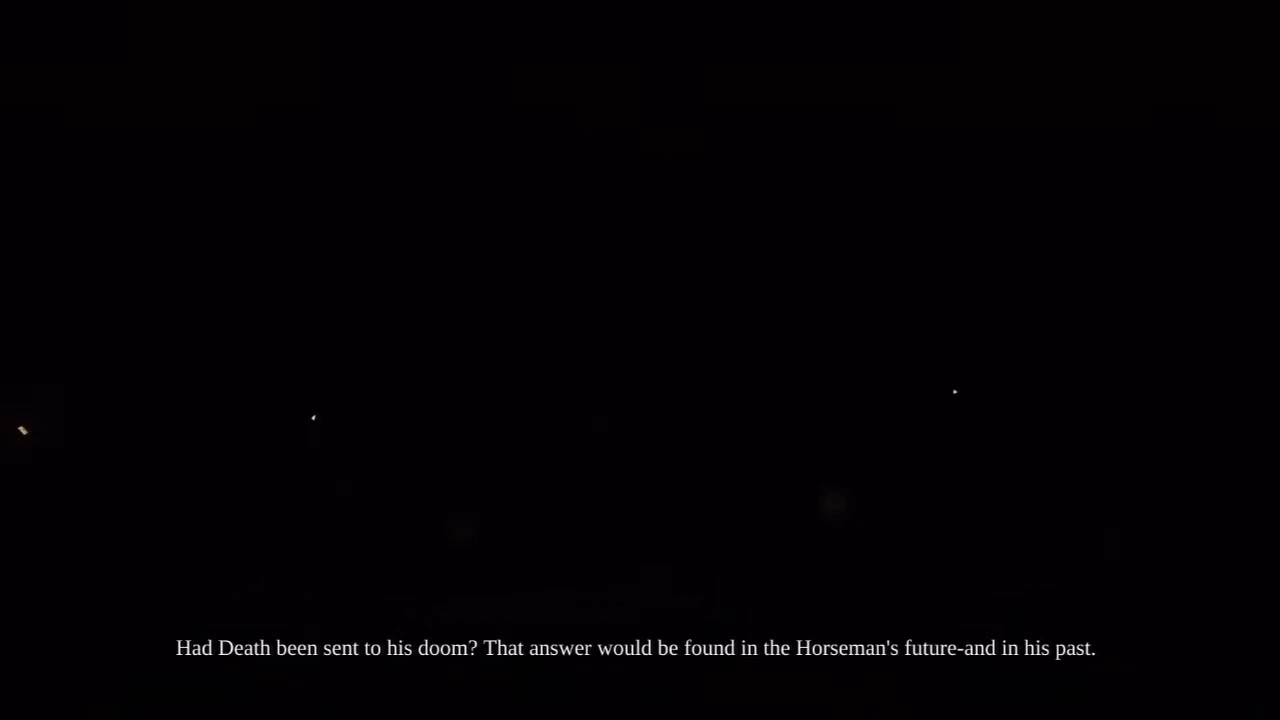 Had Death been sent to his doom? That answer would be found in the Horseman's future-and in his past.